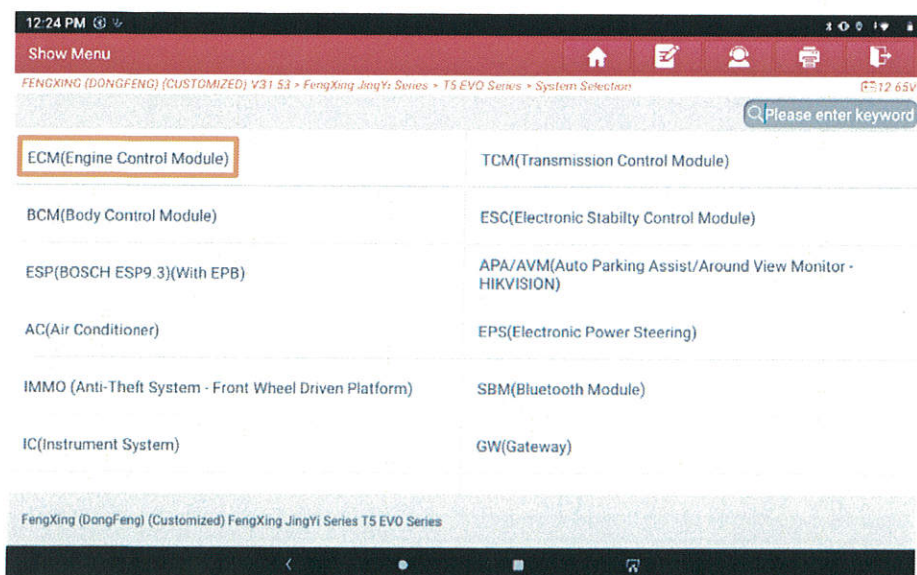 12:24 PM
Show Menu
FENGXING (DONGFENG) (CUSTOMIZED) V31.53 > FengXing JingYi Series > T5 EVO Series > System Selection
12.65V
Please enter keyword
ECM(Engine Control Module)
TCM(Transmission Control Module)
BCM(Body Control Module)
ESC(Electronic Stabilty Control Module)
ESP(BOSCH ESP9.3)(With EPB)
APA/AVM(Auto Parking Assist/Around View Monitor -
HIKVISION)
AC(Air Conditioner)
EPS(Electronic Power Steering)
IMMO (Anti-Theft System - Front Wheel Driven Platform)
SBM(Bluetooth Module)
IC(Instrument System)
GW(Gateway)
FengXing (DongFeng) (Customized) FengXing JingYi Series T5 EVO Series